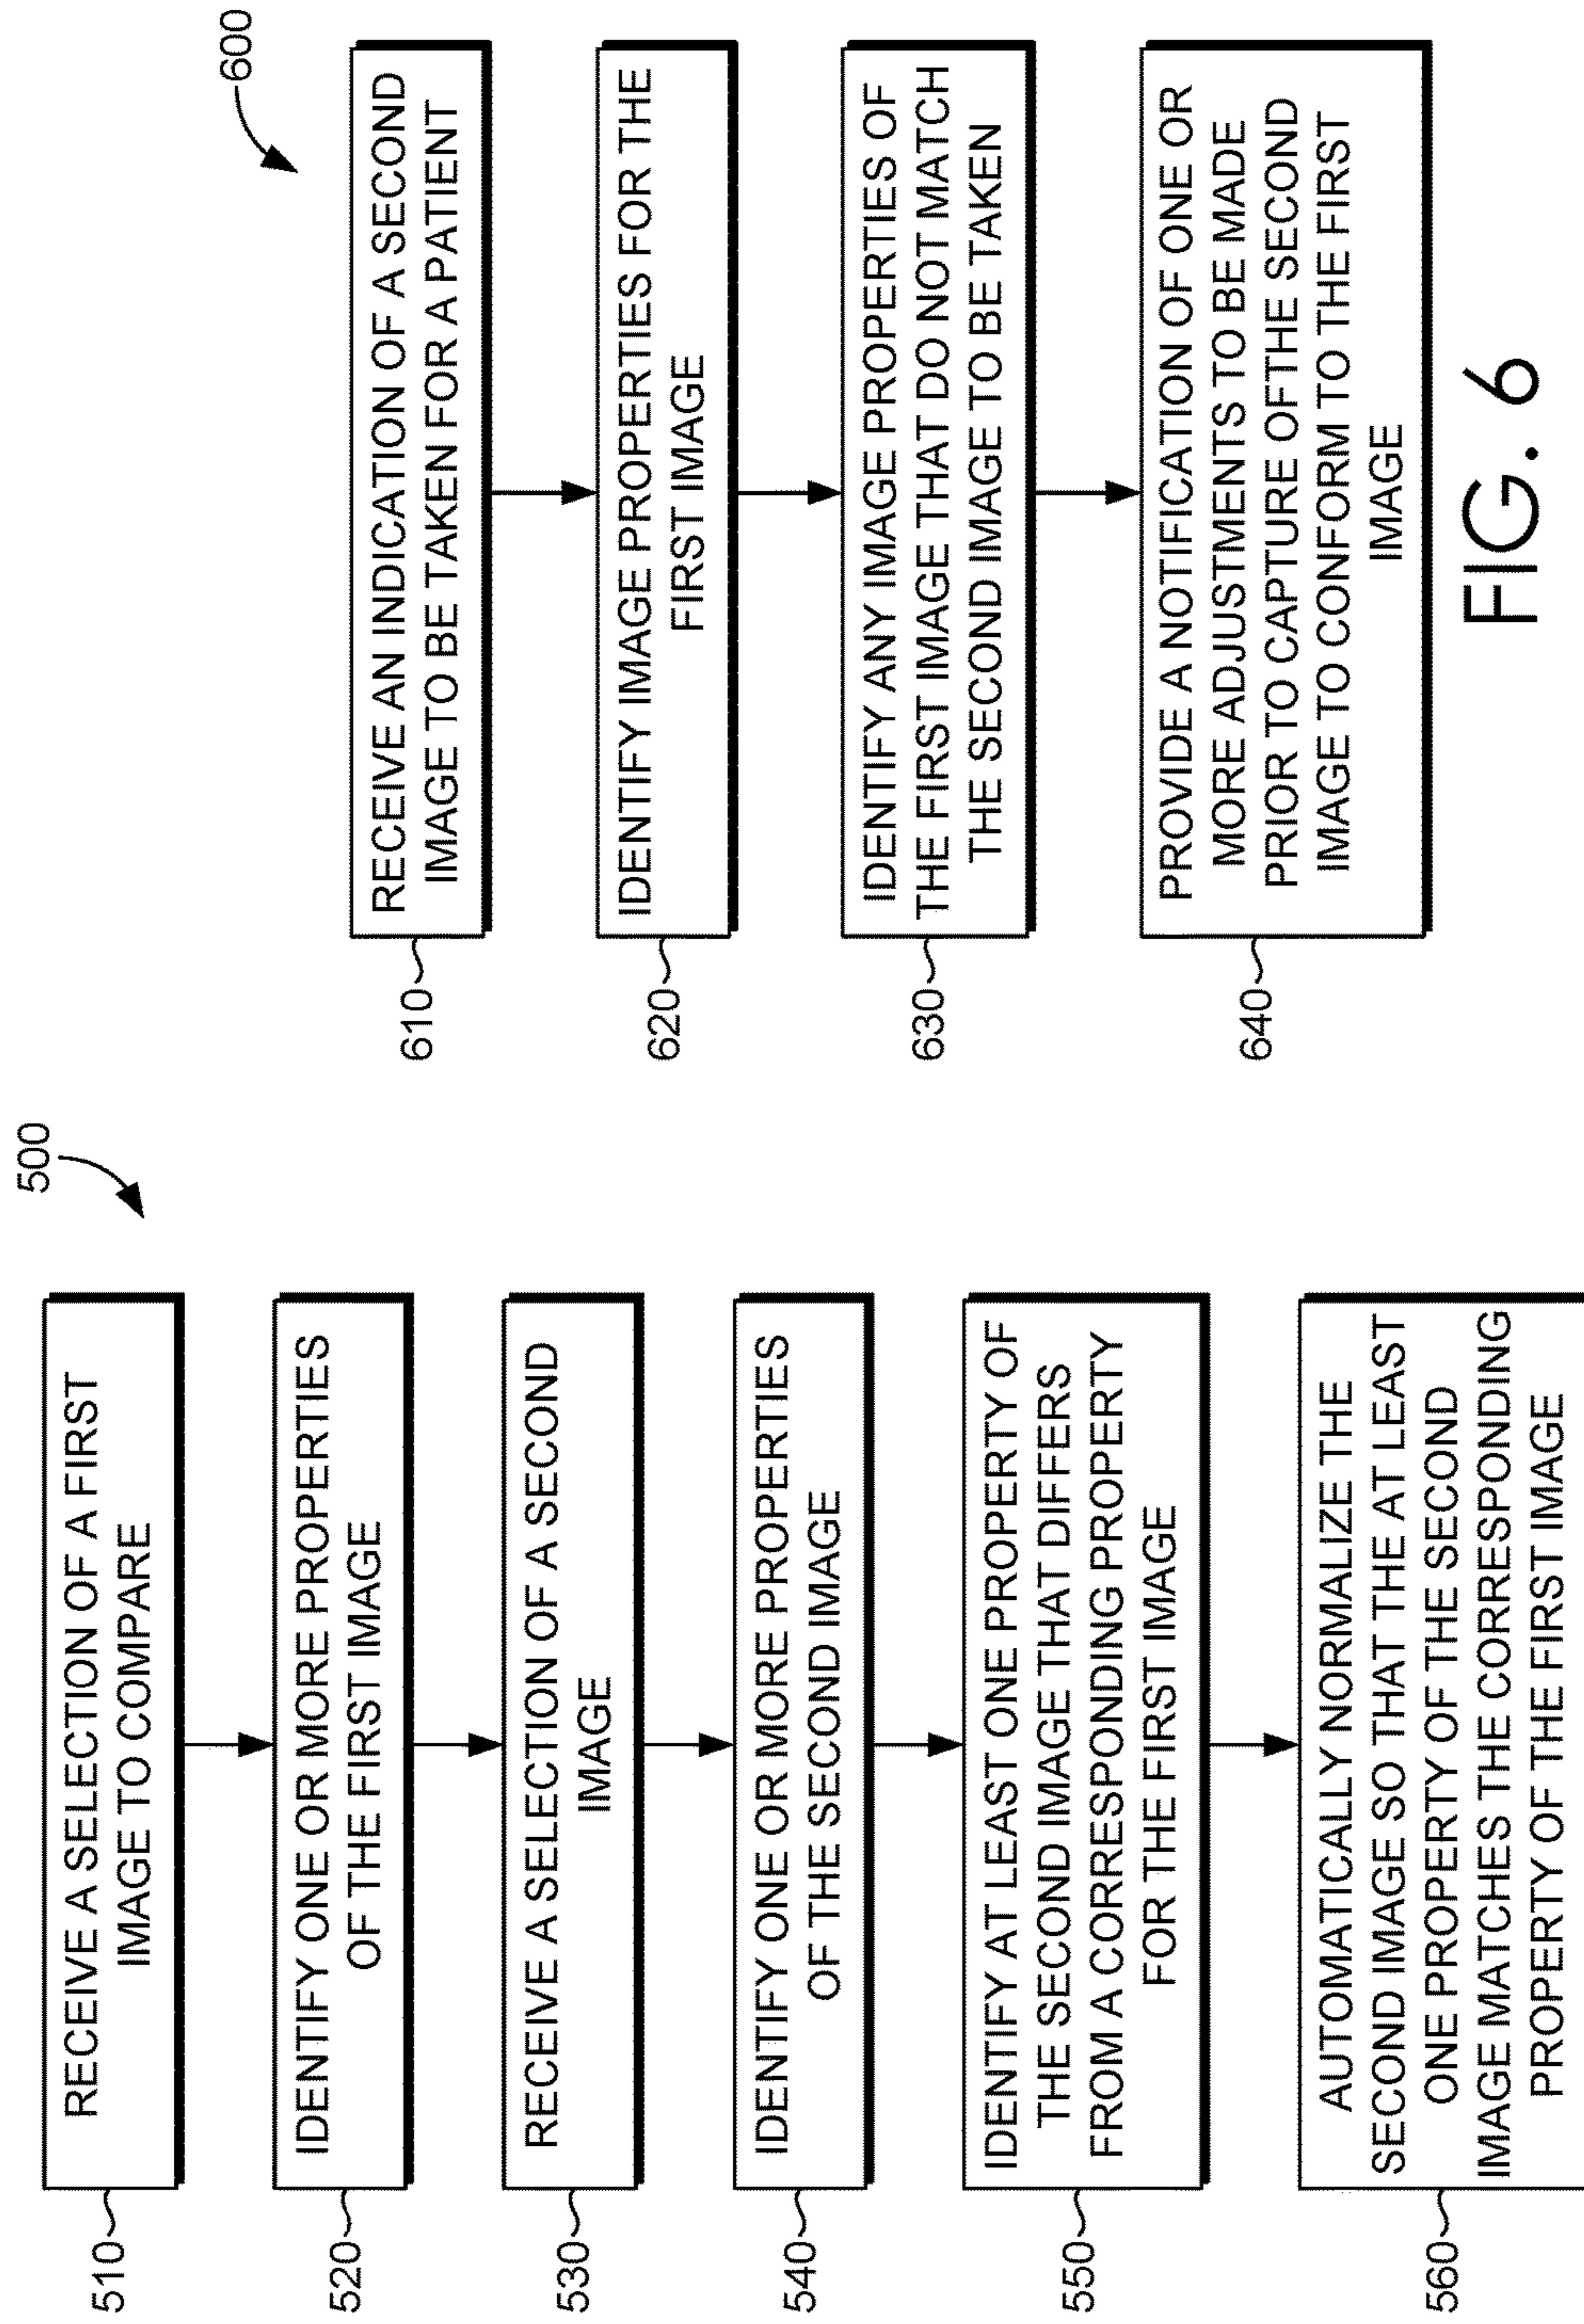 500
510
RECEIVE A SELECTION OF A FIRST
IMAGE TO COMPARE
520
IDENTIFY ONE OR MORE PROPERTIES
OF THE FIRST IMAGE
530
RECEIVE A SELECTION OF A SECOND
IMAGE
540
IDENTIFY ONE OR MORE PROPERTIES
OF THE SECOND IMAGE
550
IDENTIFY AT LEAST ONE PROPERTY OF
THE SECOND IMAGE THAT DIFFERS
FROM A CORRESPONDING PROPERTY
FOR THE FIRST IMAGE
560
AUTOMATICALLY NORMALIZE THE
SECOND IMAGE SO THAT THE AT LEAST
ONE PROPERTY OF THE SECOND
IMAGE MATCHES THE CORRESPONDING
PROPERTY OF THE FIRST IMAGE
600
610
RECEIVE AN INDICATION OF A SECOND
IMAGE TO BE TAKEN FOR A PATIENT
620
IDENTIFY IMAGE PROPERTIES FOR THE
FIRST IMAGE
630
IDENTIFY ANY IMAGE PROPERTIES OF
THE FIRST IMAGE THAT DO NOT MATCH
THE SECOND IMAGE TO BE TAKEN
640
PROVIDE A NOTIFICATION OF ONE OR
MORE ADJUSTMENTS TO BE MADE
PRIOR TO CAPTURE OFTHE SECOND
IMAGE TO CONFORM TO THE FIRST
IMAGE
FIG. 6